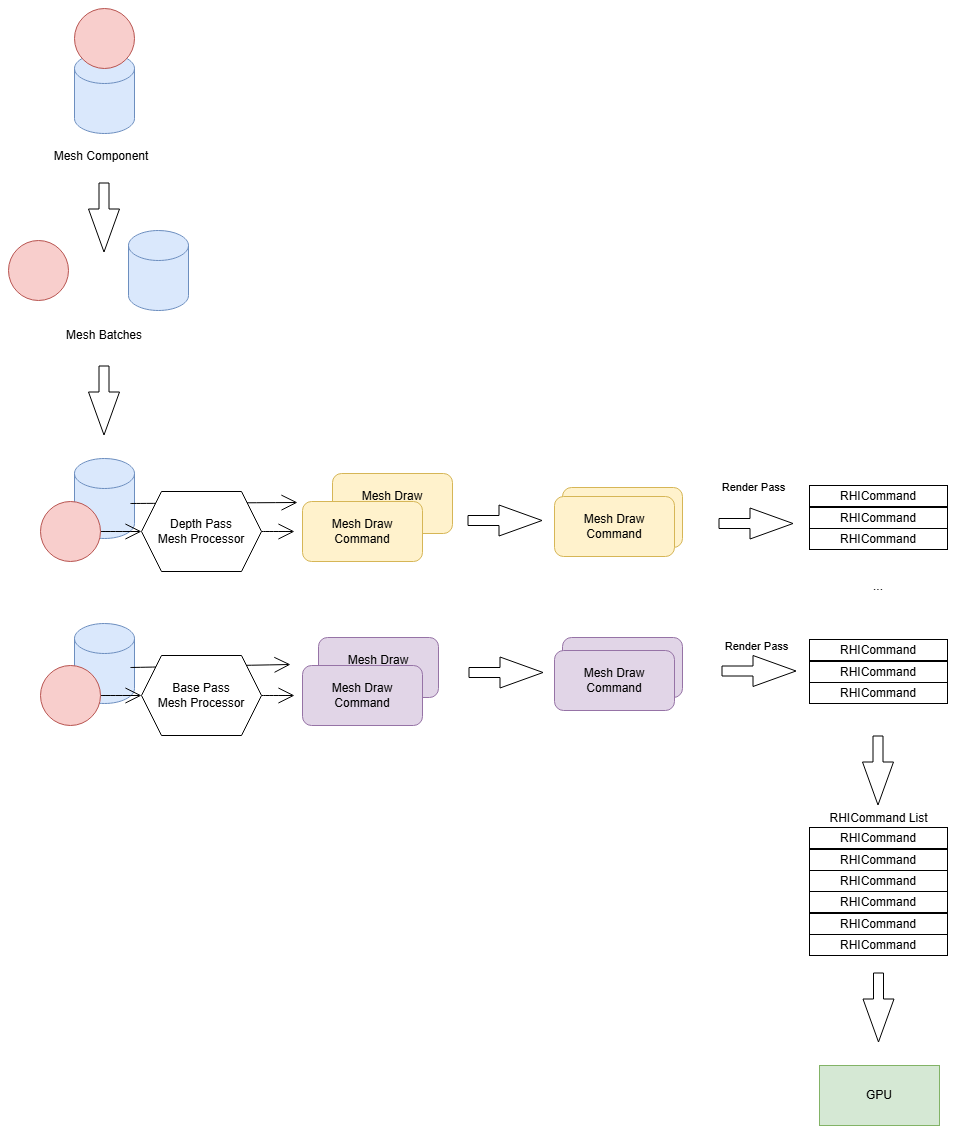 Mesh Component
Mesh Batches
Depth Pass
Mesh Processor
Mesh Draw
Mesh Draw
Command
Mesh Draw
Command
Render Pass
RHICommand
RHICommand
RHICommand
...
Base Pass
Mesh Processor
Mesh Draw
Mesh Draw
Command
Mesh Draw
Command
Render Pass
RHICommand
RHICommand
RHICommand
RHICommand List
RHICommand
RHICommand
RHICommand
RHICommand
RHICommand
RHICommand
GPU